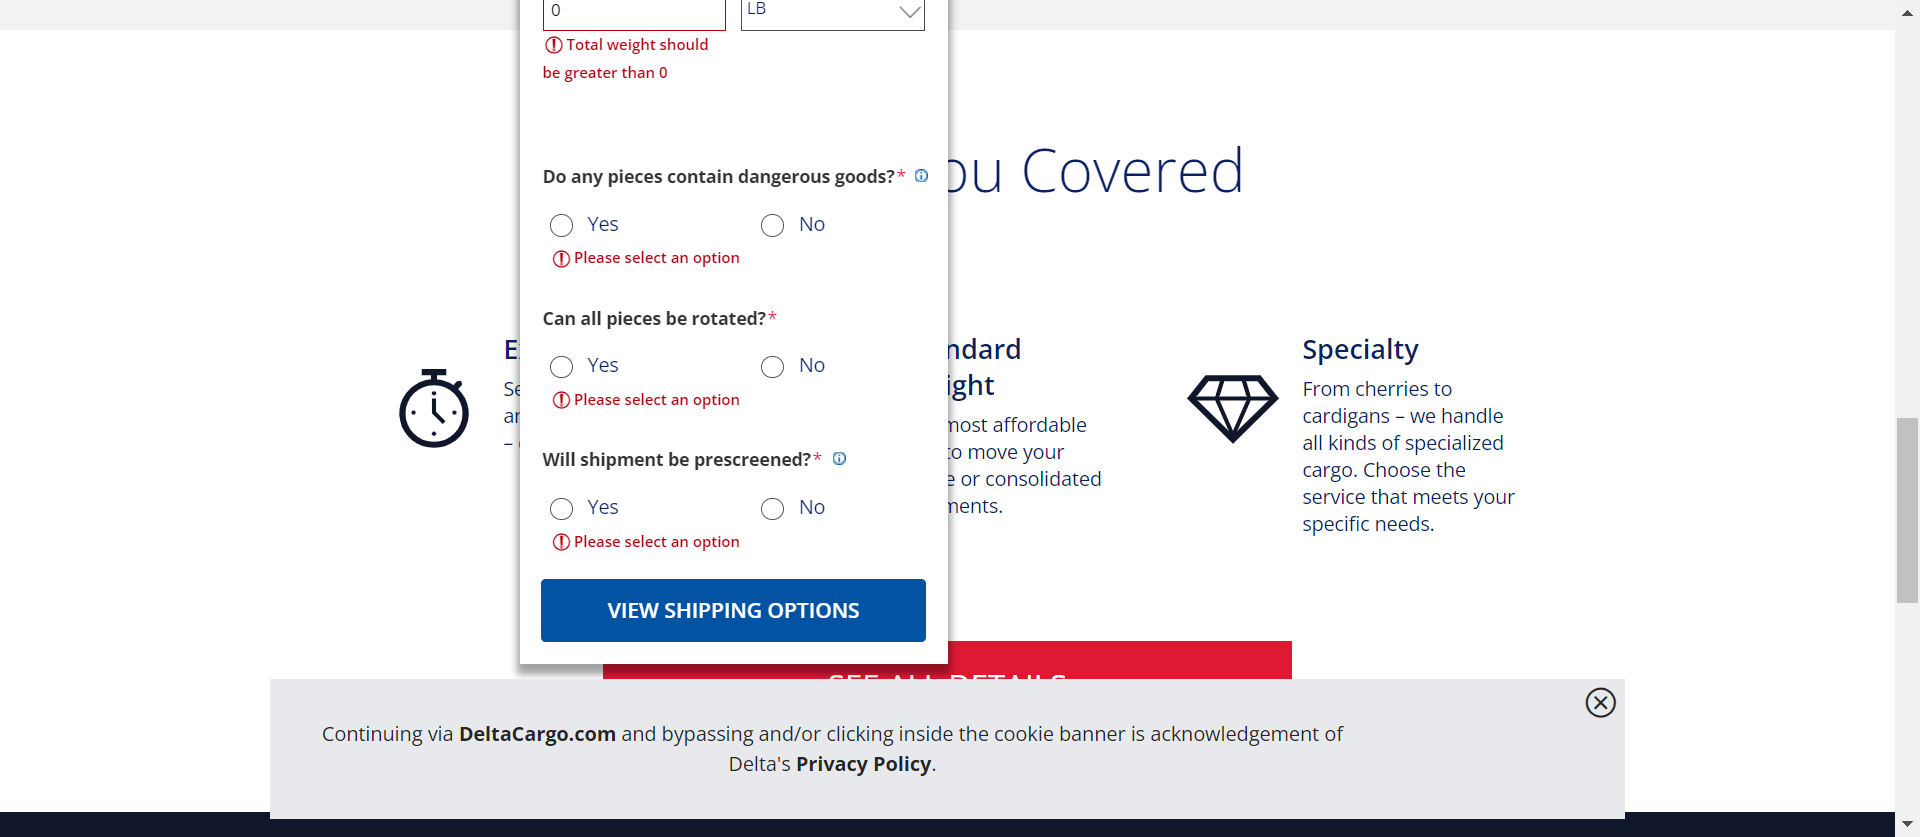 0
LB
Total weight should
be greater than 0
ou Covered
Do any pieces contain dangerous goods?*
Yes
No
Please select an option
Can all pieces be rotated?*
Yes
No
Please select an option
Will shipment be prescreened?*
Yes
No
Please select an option
VIEW SHIPPING OPTIONS
ndard
ight
most affordable
to move your
e or consolidated
ments.
Specialty
From cherries to
cardigans – we handle
all kinds of specialized
cargo. Choose the
service that meets your
specific needs.
SEE ALL DETAILS
Continuing via DeltaCargo.com and bypassing and/or clicking inside the cookie banner is acknowledgement of
Delta's Privacy Policy.